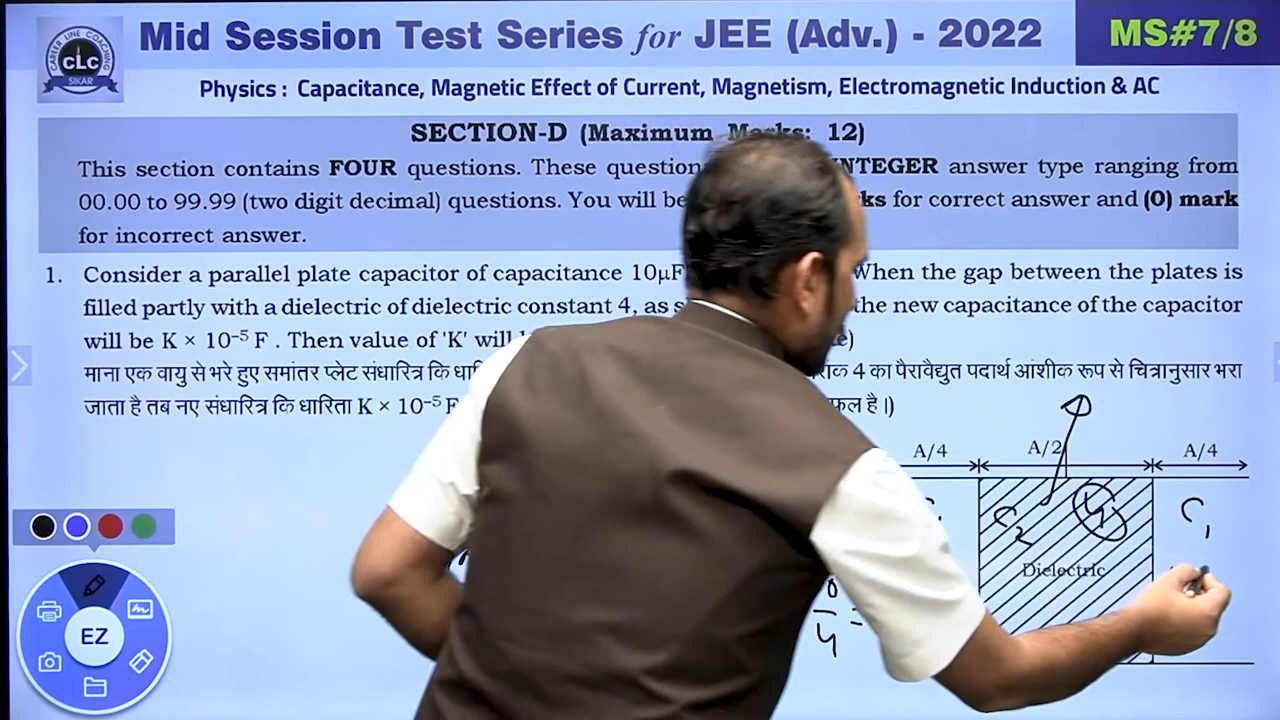 Mid Session Test Series for JEE (Adv.) - 2022
MS#7/8
CAREER LINE COACHING
CLC
SIKAR
Physics : Capacitance, Magnetic Effect of Current, Magnetism, Electromagnetic Induction & AC
SECTION-D (Maximum Marks: 12)
This section contains FOUR questions. These question INTEGER answer type ranging from
00.00 to 99.99 (two digit decimal) questions. You will be ks for correct answer and (0) mark
for incorrect answer.
1. Consider a parallel plate capacitor of capacitance 10μF When the gap between the plates is
filled partly with a dielectric of dielectric constant 4, as the new capacitance of the capacitor
will be K × 10⁻⁵ F . Then value of 'K' will
माना एक वायु से भरे हुए समांतर प्लेट संधारित्र कि 4 का पैरावैद्युत पदार्थ आंशीक रूप से चित्रानुसार भरा
जाता है तब नए संधारित्र कि धारिता K × 10⁻⁵ F है।)
A/4 A/2 A/4
C₂ C₁
Dielectric
4
EZ